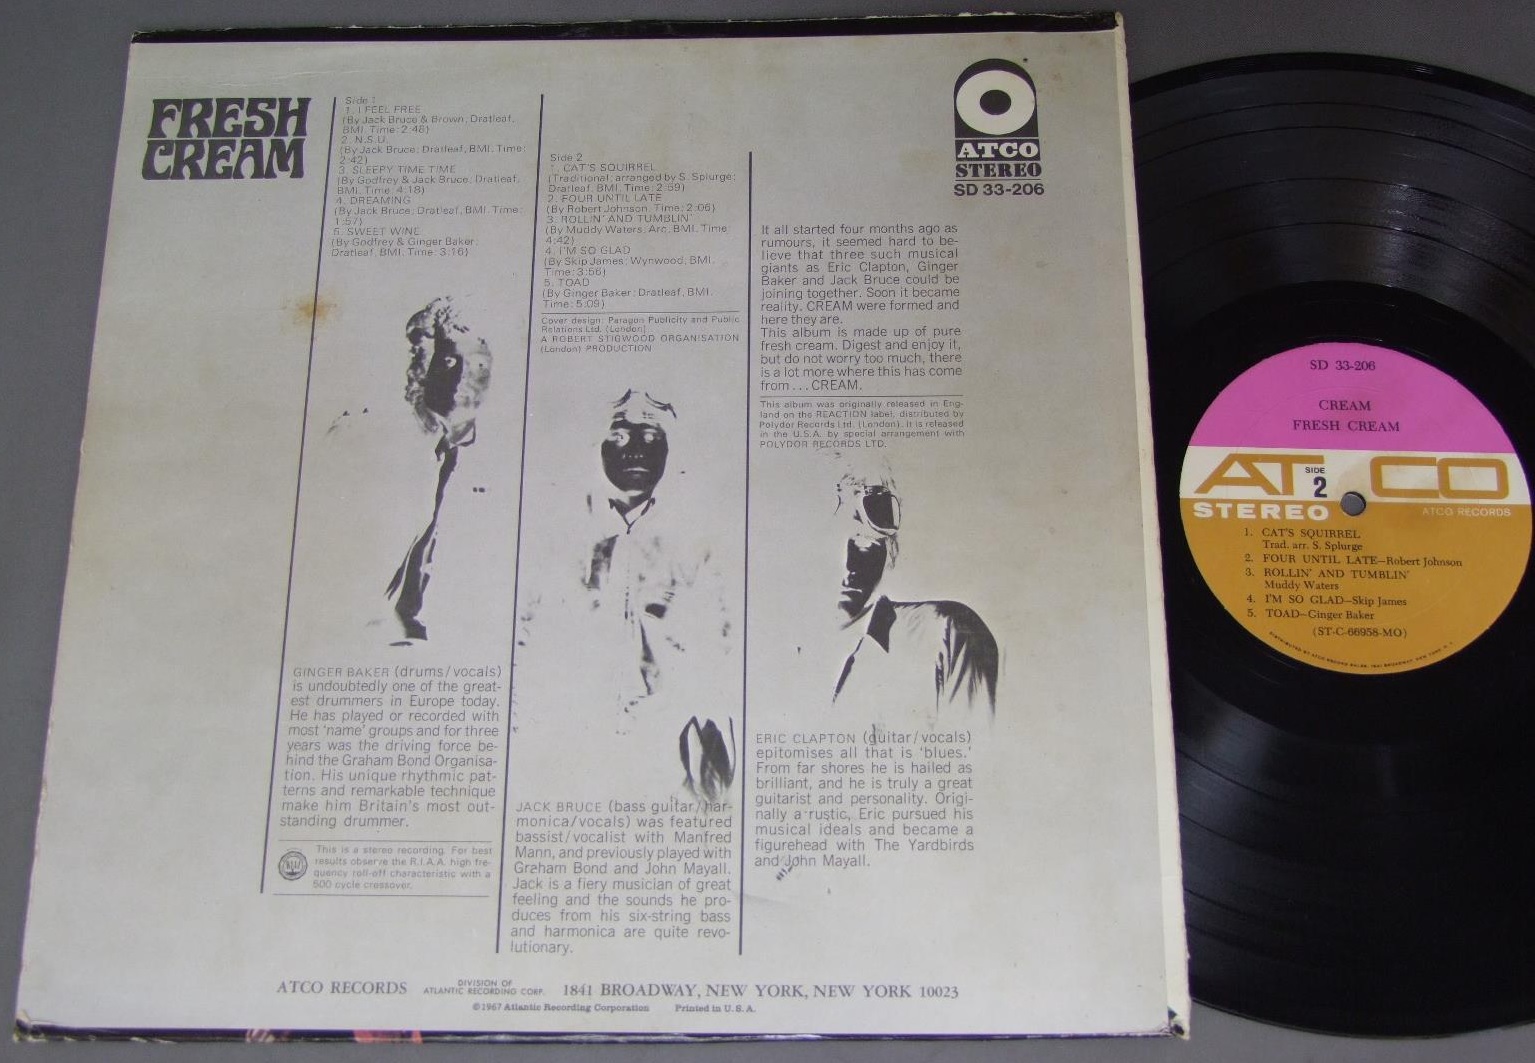 FRESH
CREAM
Side 1
1. I FEEL FREE
(By Jack Bruce & Brown; Dratleaf,
BMI. Time: 2:48)
2. N.S.U.
(By Jack Bruce; Dratleaf, BMI. Time:
2:42)
3. SLEEPY TIME TIME
(By Godfrey & Jack Bruce; Dratleaf,
BMI. Time: 4:18)
4. DREAMING
(By Jack Bruce; Dratleaf, BMI. Time:
1:57)
5. SWEET WINE
(By Godfrey & Ginger Baker;
Dratleaf, BMI. Time: 3:16)
GINGER BAKER (drums/vocals)
is undoubtedly one of the great-
est drummers in Europe today.
He has played or recorded with
most 'name' groups and for three
years was the driving force be-
hind the Graham Bond Organisa-
tion. His unique rhythmic pat-
terns and remarkable technique
make him Britain's most out-
standing drummer.
RIAA
This is a stereo recording. For best
results observe the R.I.A.A. high fre-
quency roll-off characteristic with a
500 cycle crossover.
Side 2
1. CAT'S SQUIRREL
(Traditional; arranged by S. Splurge;
Dratleaf, BMI. Time: 2:59)
2. FOUR UNTIL LATE
(By Robert Johnson. Time: 2:06)
3. ROLLIN' AND TUMBLIN'
(By Muddy Waters; Arc, BMI. Time:
4:42)
4. I'M SO GLAD
(By Skip James; Wynwood, BMI.
Time: 3:56)
5. TOAD
(By Ginger Baker; Dratleaf, BMI.
Time: 5:09)
Cover design: Paragon Publicity and Public
Relations Ltd. (London)
A ROBERT STIGWOOD ORGANISATION
(London) PRODUCTION
JACK BRUCE (bass guitar/har-
monica/vocals) was featured
bassist/vocalist with Manfred
Mann, and previously played with
Graham Bond and John Mayall.
Jack is a fiery musician of great
feeling and the sounds he pro-
duces from his six-string bass
and harmonica are quite revo-
lutionary.
ATCO
STEREO
SD 33-206
It all started four months ago as
rumours, it seemed hard to be-
lieve that three such musical
giants as Eric Clapton, Ginger
Baker and Jack Bruce could be
joining together. Soon it became
reality. CREAM were formed and
here they are.
This album is made up of pure
fresh cream. Digest and enjoy it,
but do not worry too much, there
is a lot more where this has come
from . . . CREAM.
This album was originally released in Eng-
land on the REACTION label, distributed by
Polydor Records Ltd. (London). It is released
in the U.S.A. by special arrangement with
POLYDOR RECORDS LTD.
ERIC CLAPTON (guitar/vocals)
epitomises all that is 'blues.'
From far shores he is hailed as
brilliant, and he is truly a great
guitarist and personality. Origi-
nally a rustic, Eric pursued his
musical ideals and became a
figurehead with The Yardbirds
and John Mayall.
ATCO RECORDS DIVISION OF ATLANTIC RECORDING CORP. 1841 BROADWAY, NEW YORK, NEW YORK 10023
©1967 Atlantic Recording Corporation Printed in U.S.A.
SD 33-206
CREAM
FRESH CREAM
ATCO
SIDE
2
STEREO
ATCO RECORDS
1. CAT'S SQUIRREL
Trad. arr. S. Splurge
2. FOUR UNTIL LATE—Robert Johnson
3. ROLLIN' AND TUMBLIN'
Muddy Waters
4. I'M SO GLAD—Skip James
5. TOAD—Ginger Baker
(ST-C-66958-MO)
DISTRIBUTED BY ATCO RECORD SALES, 1841 BROADWAY, NEW YORK, N.Y.